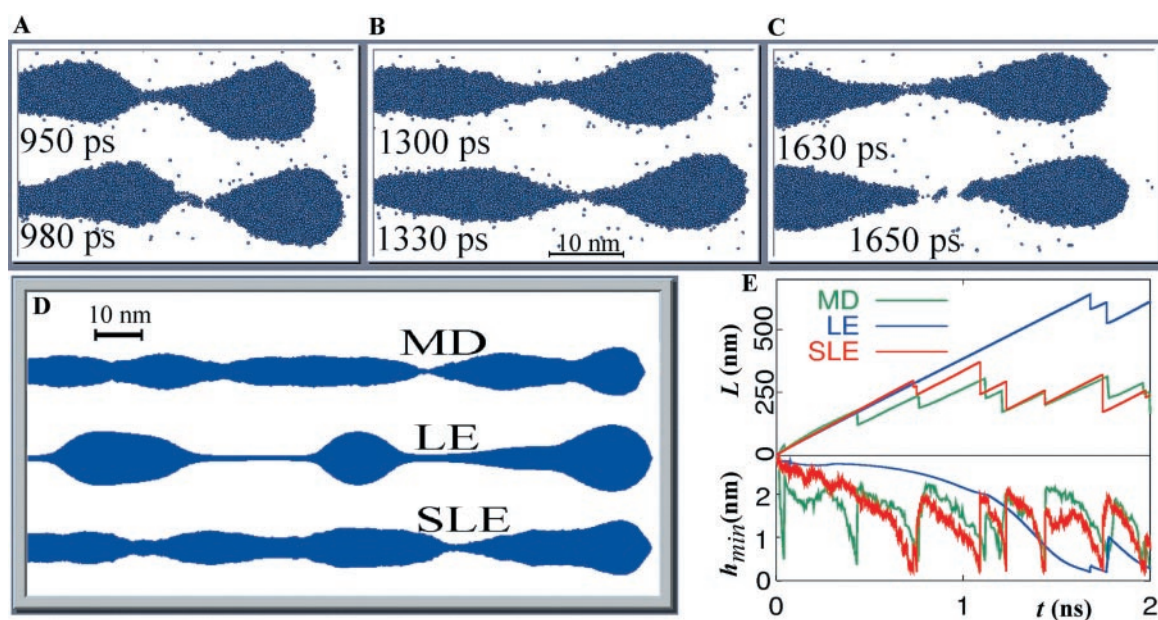 A
B
C
950 ps
980 ps
1300 ps
1330 ps
10 nm
1630 ps
1650 ps
D
10 nm
MD
LE
SLE
E
MD
LE
SLE
L (nm)
500
250
0
h_min(nm)
2
1
0
0
1
2
t (ns)